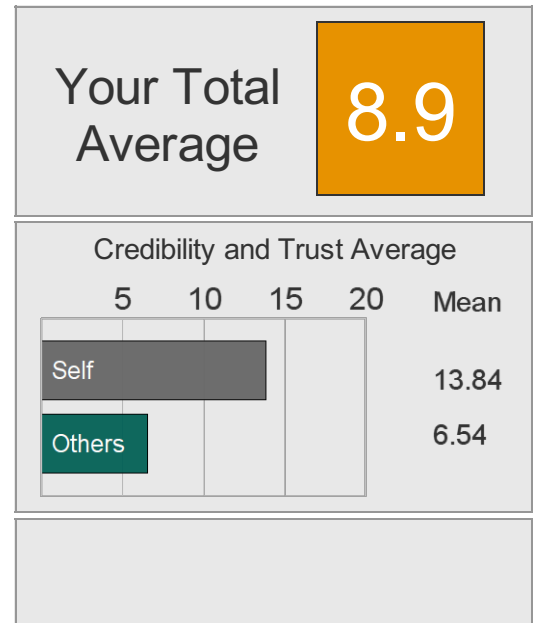 Your Total
Average
8.9
Credibility and Trust Average
5 10 15 20 Mean
Self
13.84
Others
6.54